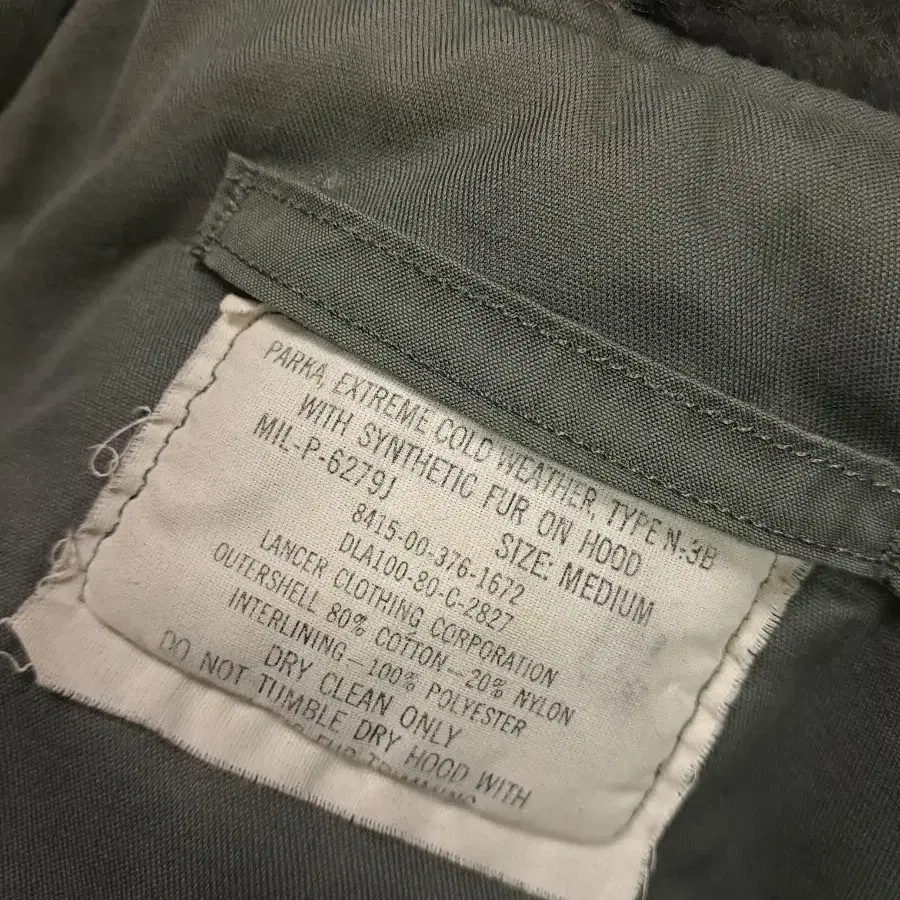 PARKA, EXTREME COLD WEATHER, TYPE N-3B
WITH SYNTHETIC FUR ON HOOD
MIL-P-6279J SIZE: MEDIUM
8415-00-376-1672
DLA100-80-C-2827
LANCER CLOTHING CORPORATION
OUTERSHELL 80% COTTON—20% NYLON
INTERLINING—100% POLYESTER
DRY CLEAN ONLY
DO NOT TUMBLE DRY HOOD WITH
FUR TRIMMING